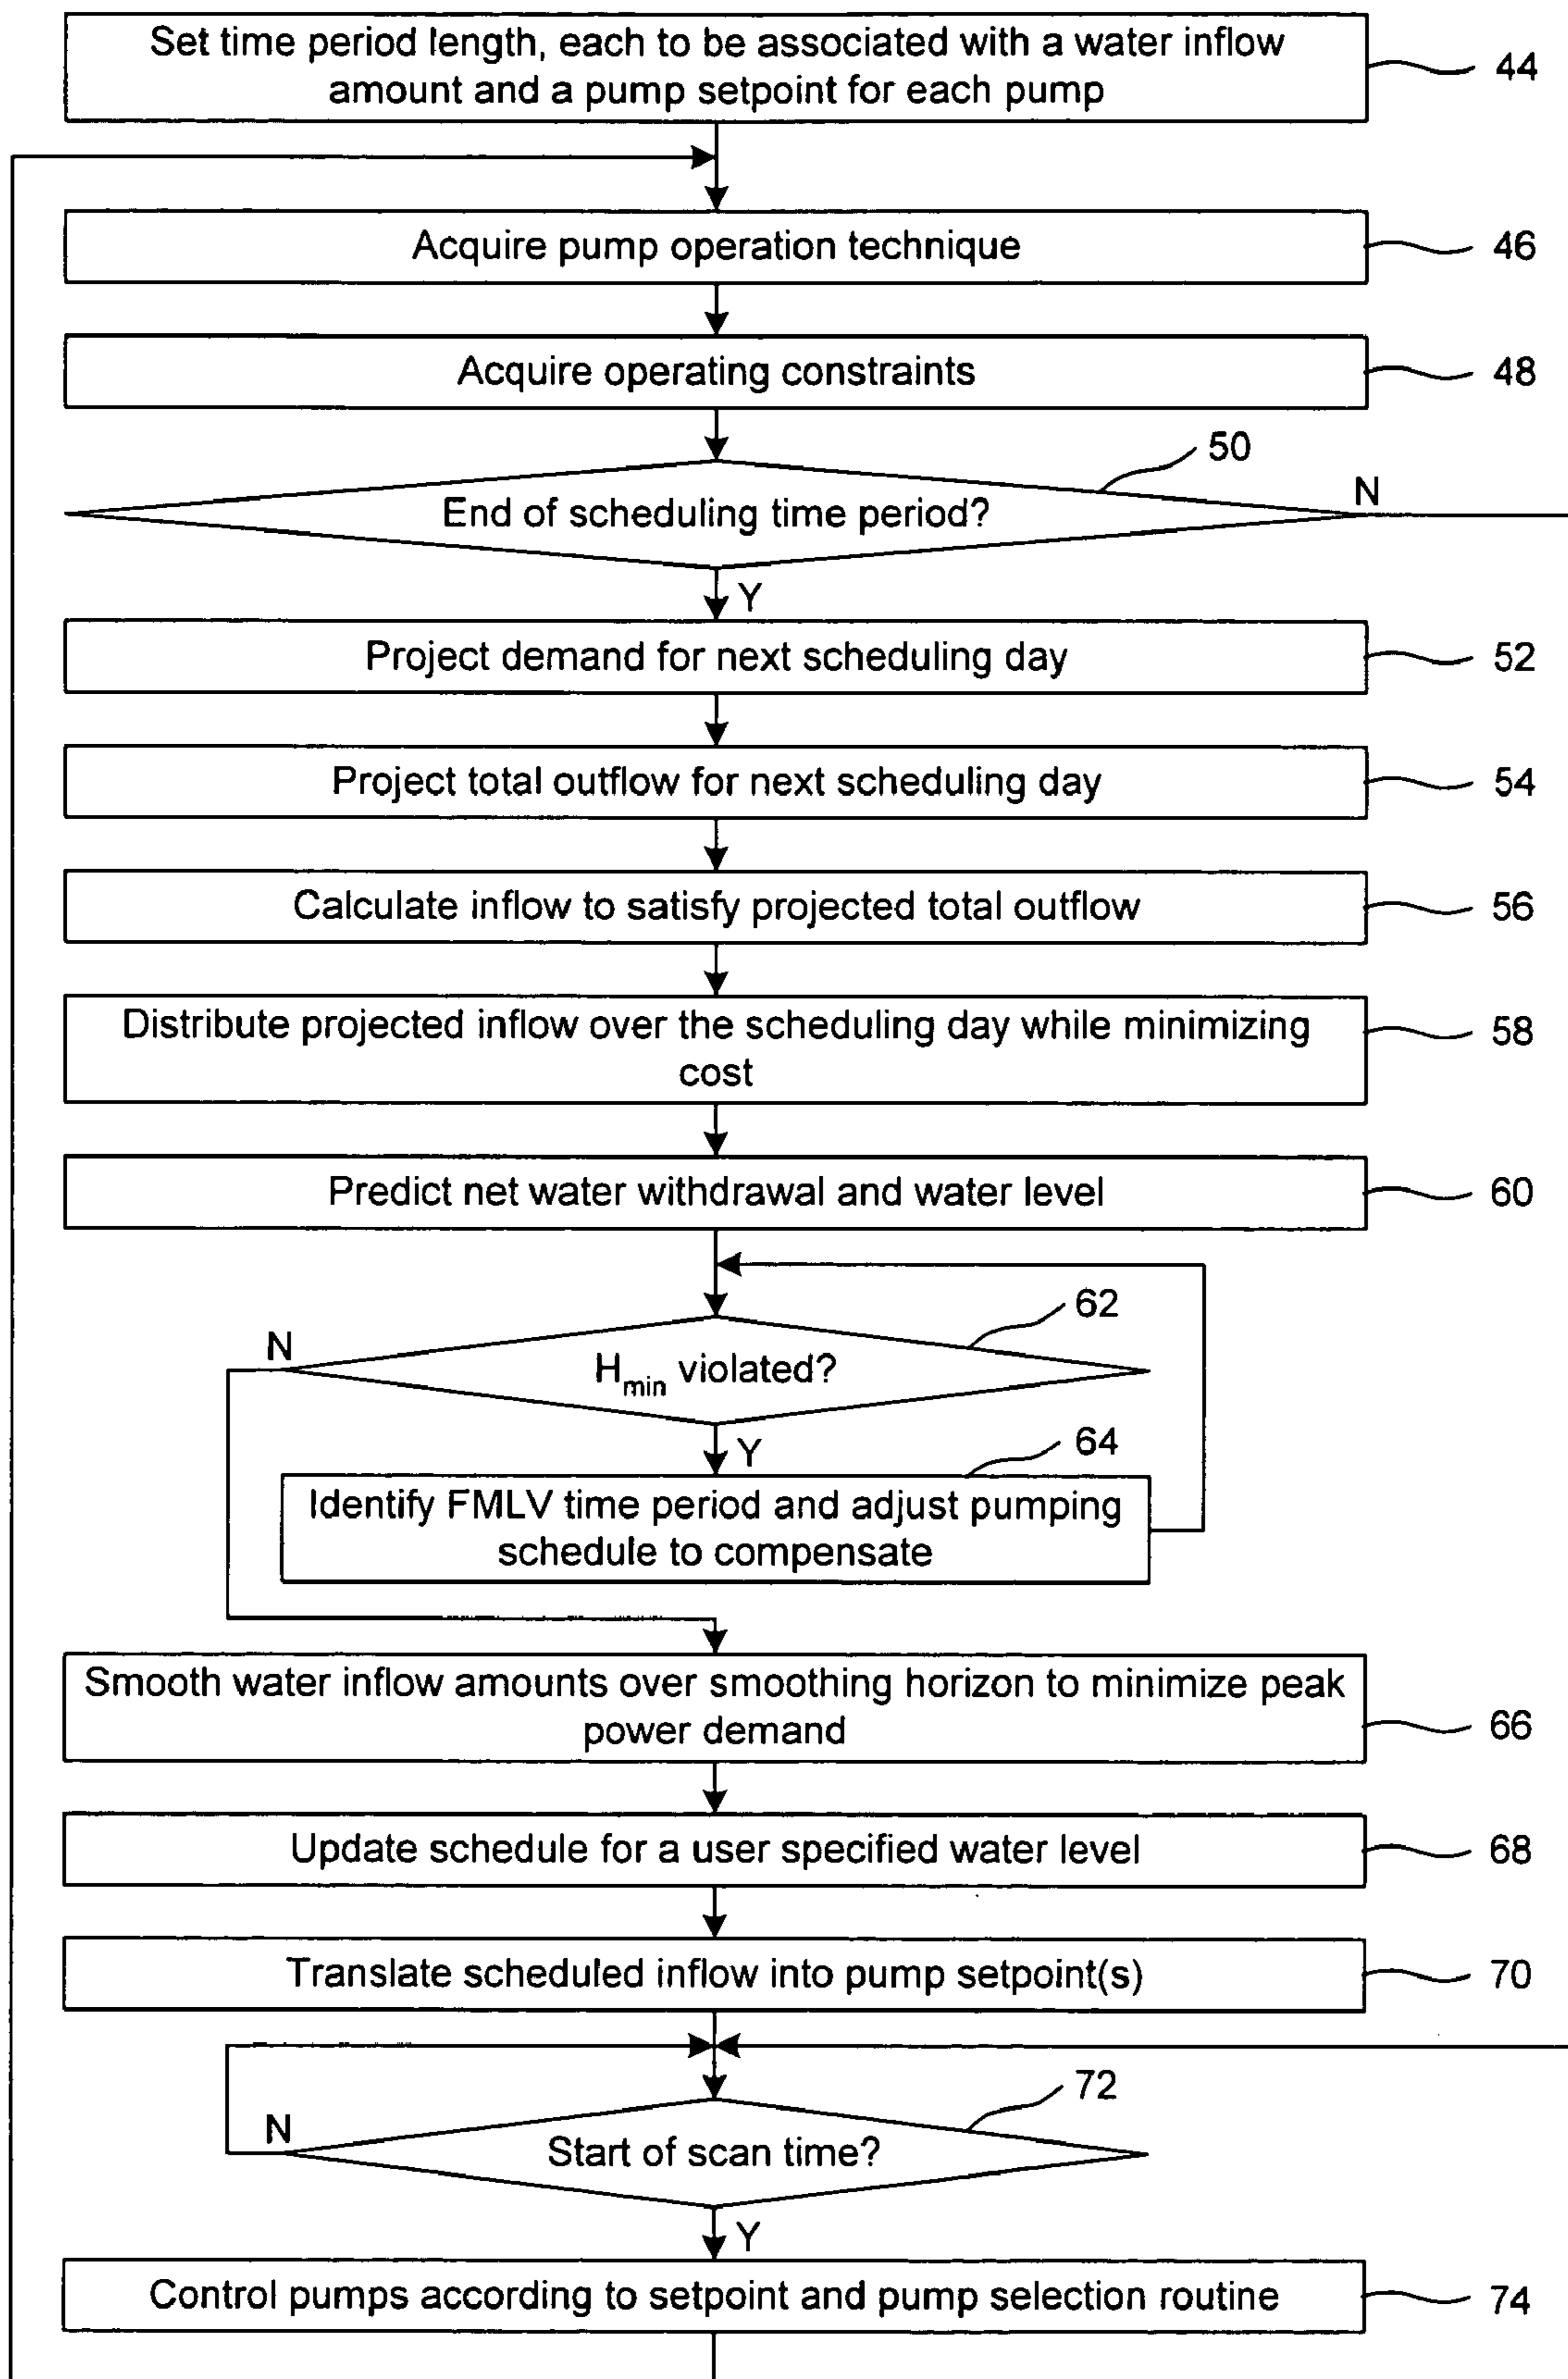 Set time period length, each to be associated with a water inflow
amount and a pump setpoint for each pump
44
Acquire pump operation technique
46
Acquire operating constraints
48
50
End of scheduling time period?
N
Y
Project demand for next scheduling day
52
Project total outflow for next scheduling day
54
Calculate inflow to satisfy projected total outflow
56
Distribute projected inflow over the scheduling day while minimizing
cost
58
Predict net water withdrawal and water level
60
62
N
Hmin violated?
Y
64
Identify FMLV time period and adjust pumping
schedule to compensate
Smooth water inflow amounts over smoothing horizon to minimize peak
power demand
66
Update schedule for a user specified water level
68
Translate scheduled inflow into pump setpoint(s)
70
72
N
Start of scan time?
Y
Control pumps according to setpoint and pump selection routine
74